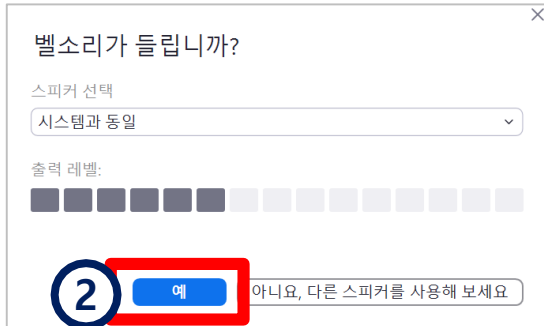 벨소리가 들립니까?
스피커 선택
시스템과 동일
출력 레벨:
2
예
아니요, 다른 스피커를 사용해 보세요